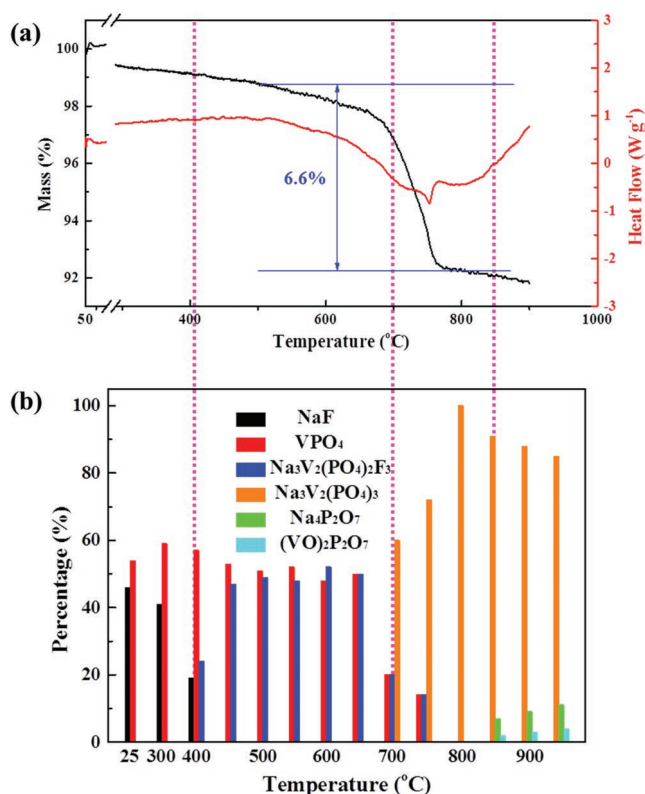 (a)
100
98
96
94
92
Mass (%)
6.6%
3
2
1
0
-1
-2
-3
Heat Flow (W g⁻¹)
50
400
600
800
1000
Temperature (°C)
(b)
NaF
VPO₄
Na₃V₂(PO₄)₂F₃
Na₃V₂(PO₄)₃
Na₄P₂O₇
(VO)₂P₂O₇
100
80
60
40
20
0
Percentage (%)
25 300 400 500 600 700 800 900
Temperature (°C)